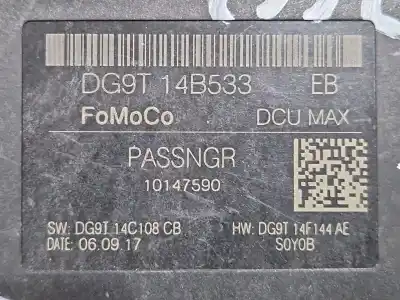 DG9T 14B533 EB
FoMoCo DCU MAX
PASSNGR
10147590
SW: DG9T 14C108 CB HW: DG9T 14F144 AE
DATE: 06.09.17 SQY0B